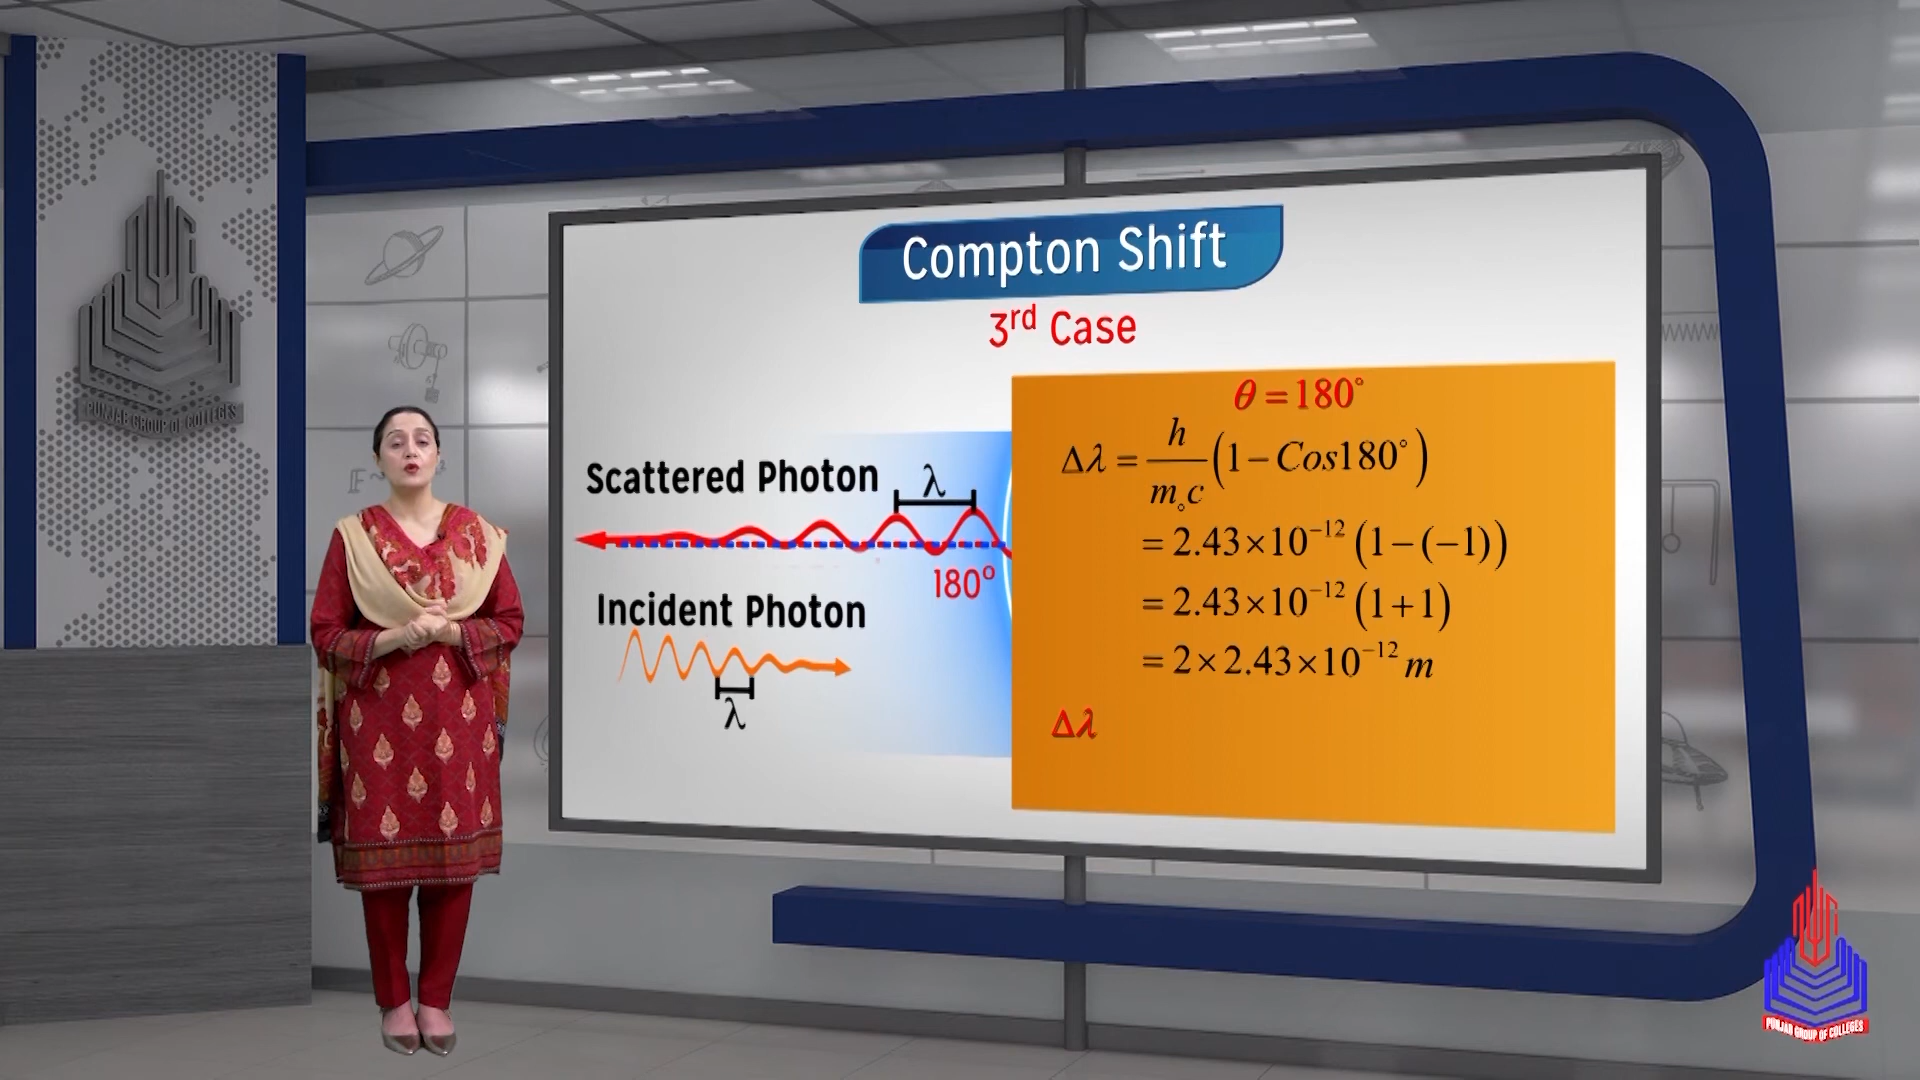 PUNJAB GROUP OF COLLEGES
Compton Shift
3rd Case
Scattered Photon
λ
180°
Incident Photon
λ
θ = 180°
Δλ = h/m₀c (1 − Cos180°)
= 2.43×10⁻¹² (1−(−1))
= 2.43×10⁻¹² (1+1)
= 2×2.43×10⁻¹² m
Δλ
PUNJAB GROUP OF COLLEGES